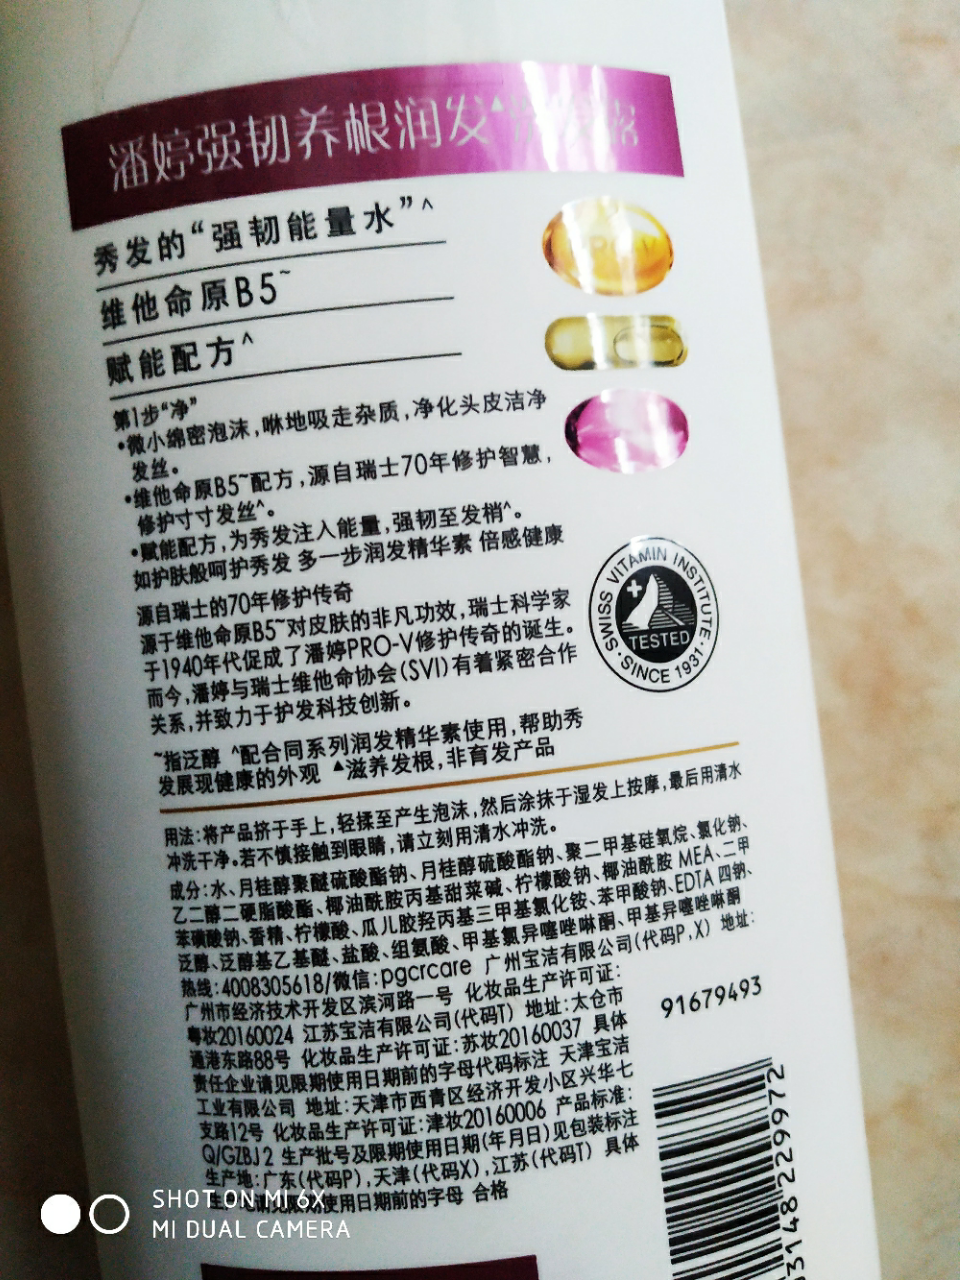 潘婷强韧养根润发▲洗发露
秀发的“强韧能量水”^
维他命原B5~
赋能配方^
第1步“净”
•微小绵密泡沫,咻地吸走杂质,净化头皮洁净
发丝。
•维他命原B5~配方,源自瑞士70年修护智慧,
修护寸寸发丝^。
•赋能配方,为秀发注入能量,强韧至发梢^。
如护肤般呵护秀发 多一步润发精华素 倍感健康
源自瑞士的70年修护传奇
源于维他命原B5~对皮肤的非凡功效,瑞士科学家
于1940年代促成了潘婷PRO-V修护传奇的诞生。
而今,潘婷与瑞士维他命协会(SVI)有着紧密合作
关系,并致力于护发科技创新。
SWISS VITAMIN INSTITUTE
TESTED
·SINCE 1931·
~指泛醇 ^配合同系列润发精华素使用,帮助秀
发展现健康的外观 ▲滋养发根,非育发产品
用法:将产品挤于手上,轻揉至产生泡沫,然后涂抹于湿发上按摩,最后用清水
冲洗干净。若不慎接触到眼睛,请立刻用清水冲洗。
成分:水、月桂醇聚醚硫酸酯钠、月桂醇硫酸酯钠、聚二甲基硅氧烷、氯化钠、
乙二醇二硬脂酸酯、椰油酰胺丙基甜菜碱、柠檬酸钠、椰油酰胺 MEA、二甲
苯磺酸钠、香精、柠檬酸、瓜儿胶羟丙基三甲基氯化铵、苯甲酸钠、EDTA 四钠、
泛醇、泛醇基乙基醚、盐酸、组氨酸、甲基氯异噻唑啉酮、甲基异噻唑啉酮
热线:4008305618/微信:pgcrcare 广州宝洁有限公司(代码P,X) 地址:
广州市经济技术开发区滨河路一号 化妆品生产许可证:
粤妆20160024 江苏宝洁有限公司(代码T) 地址:太仓市
通港东路88号 化妆品生产许可证:苏妆20160037 具体
责任企业请见限期使用日期前的字母代码标注 天津宝洁
工业有限公司 地址:天津市西青区经济开发小区兴华七
支路12号 化妆品生产许可证:津妆20160006 产品标准:
Q/GZBJ 2 生产批号及限期使用日期(年月日)见包装标注
生产地:广东(代码P),天津(代码X),江苏(代码T) 具体
限期使用日期前的字母 合格
91679493
3148229972
SHOT ON MI 6X
MI DUAL CAMERA